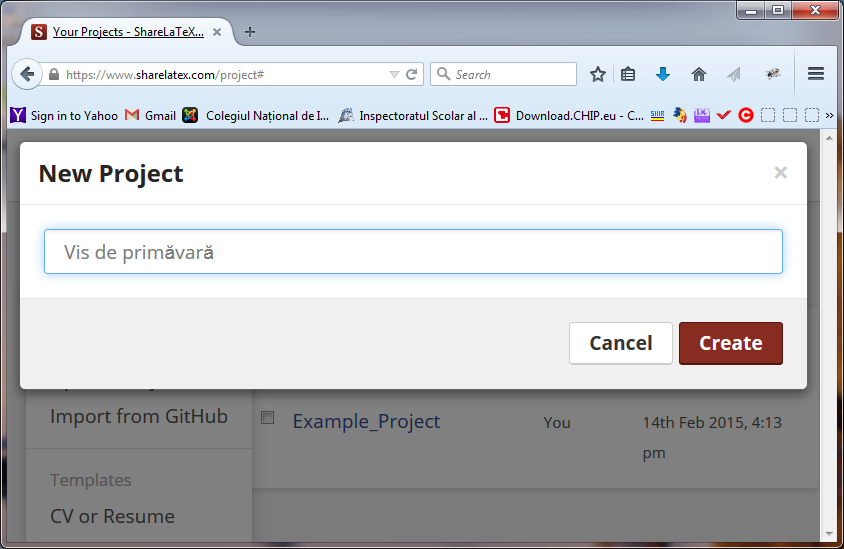 Your Projects - ShareLaTeX...
https://www.sharelatex.com/project#
Search
Sign in to Yahoo
Gmail
Colegiul Național de I...
Inspectoratul Scolar al ...
Download.CHIP.eu - C...
New Project
Vis de primăvară
Cancel
Create
Import from GitHub
Example_Project
You
14th Feb 2015, 4:13
pm
Templates
CV or Resume